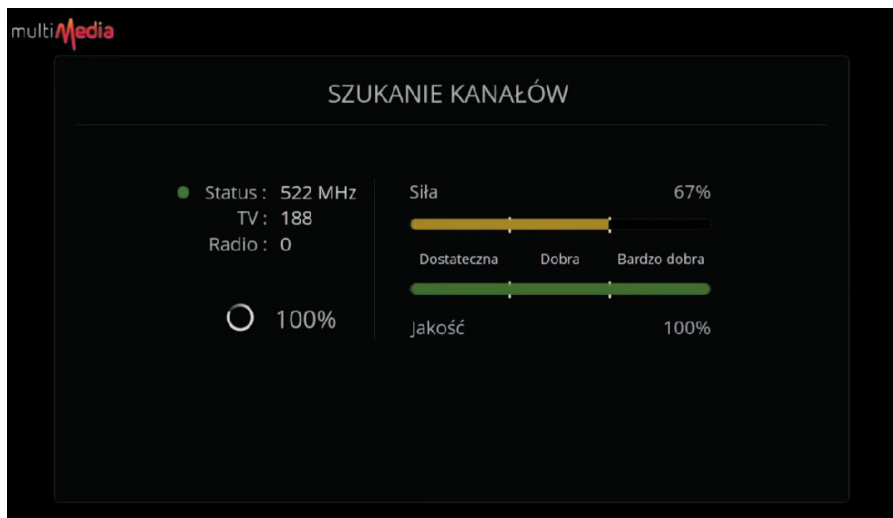 multiMedia
SZUKANIE KANAŁÓW
Status : 522 MHz
TV : 188
Radio : 0
100%
Siła 67%
Dostateczna Dobra Bardzo dobra
Jakość 100%